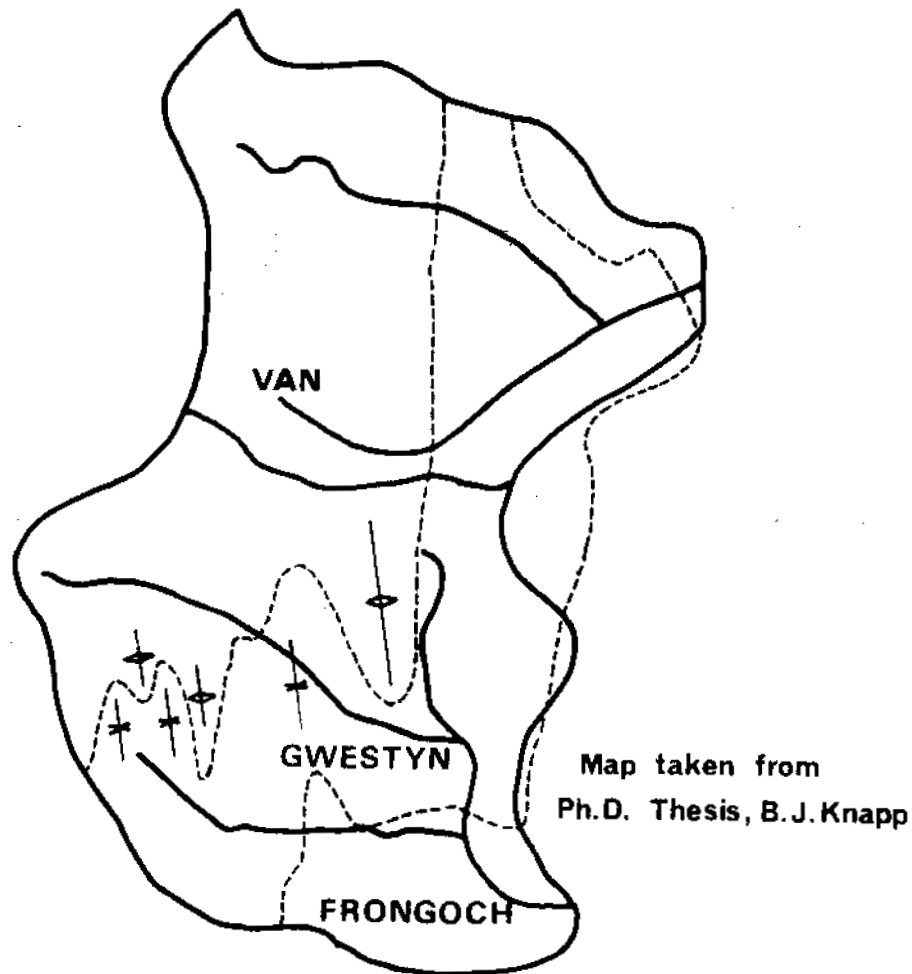 VAN
GWESTYN
Map taken from
Ph.D. Thesis, B.J.Knapp
FRONGOCH